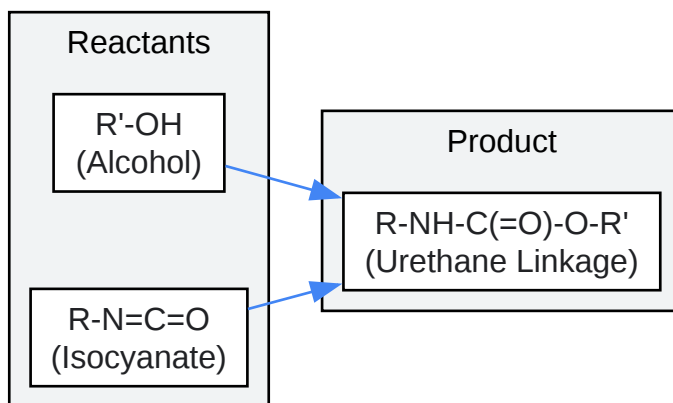 Reactants
R'-OH
(Alcohol)
R-N=C=O
(Isocyanate)
Product
R-NH-C(=O)-O-R'
(Urethane Linkage)